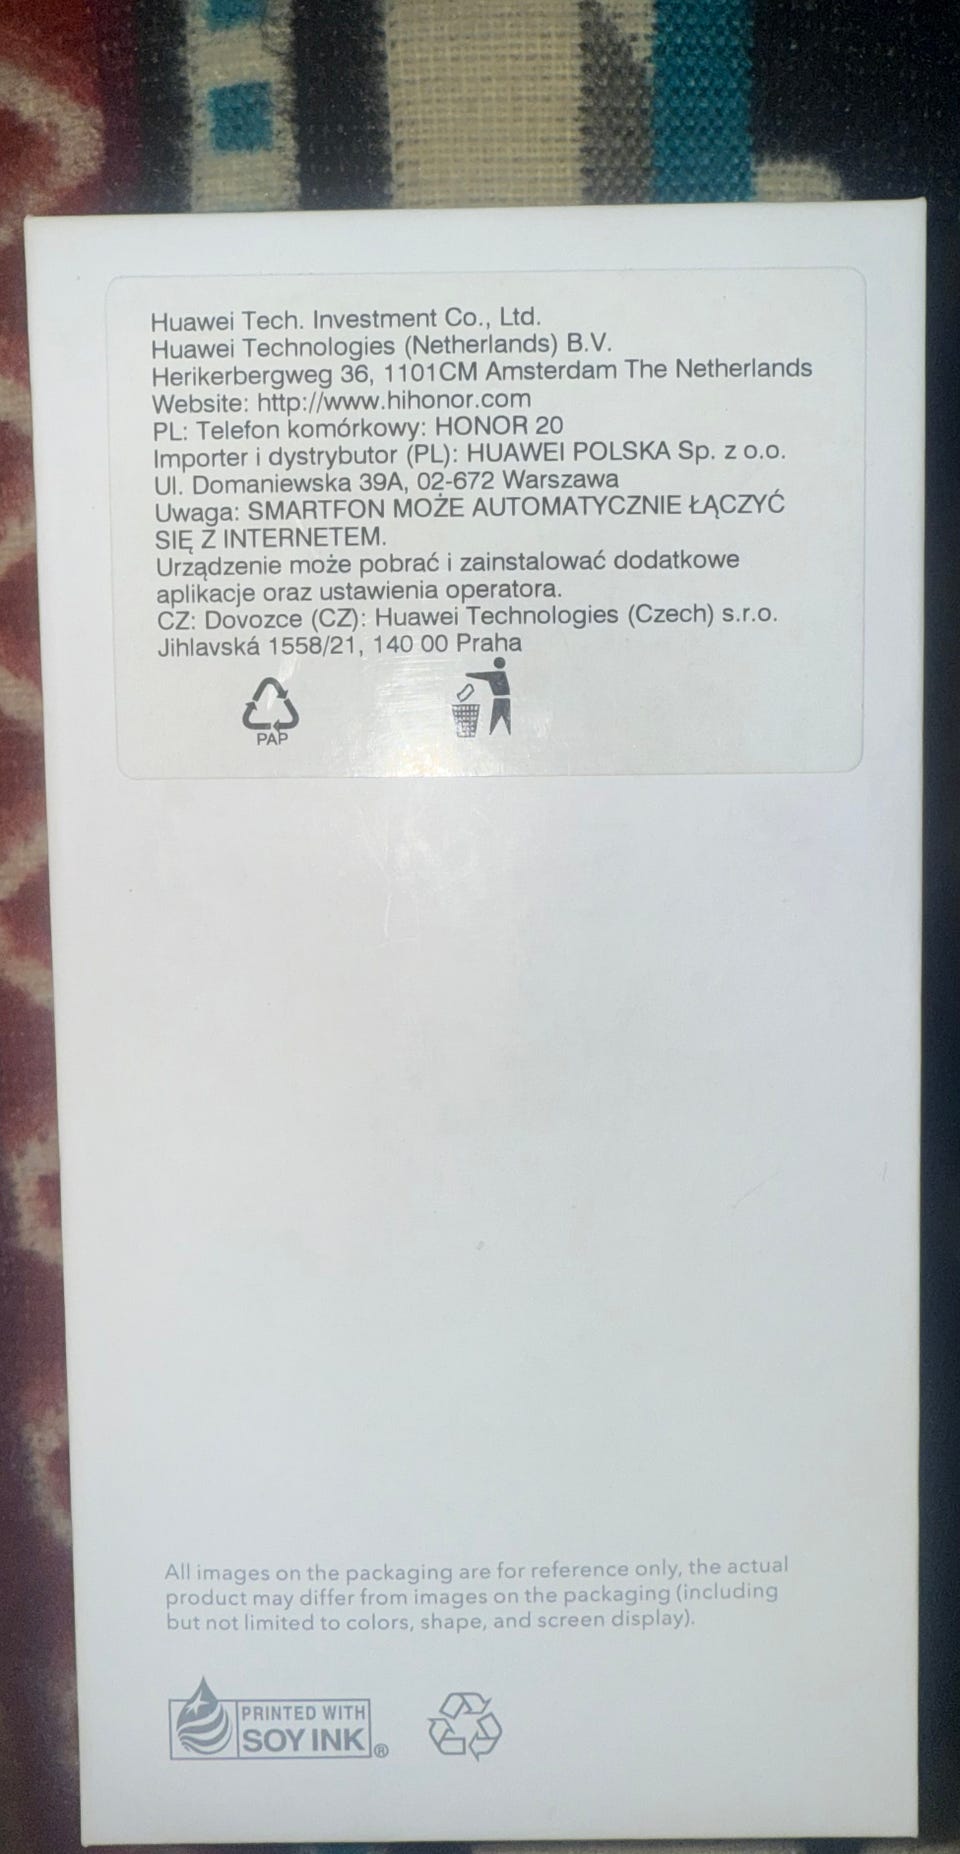 Huawei Tech. Investment Co., Ltd.
Huawei Technologies (Netherlands) B.V.
Herikerbergweg 36, 1101CM Amsterdam The Netherlands
Website: http://www.hihonor.com
PL: Telefon komórkowy: HONOR 20
Importer i dystrybutor (PL): HUAWEI POLSKA Sp. z o.o.
Ul. Domaniewska 39A, 02-672 Warszawa
Uwaga: SMARTFON MOŻE AUTOMATYCZNIE ŁĄCZYĆ
SIĘ Z INTERNETEM.
Urządzenie może pobrać i zainstalować dodatkowe
aplikacje oraz ustawienia operatora.
CZ: Dovozce (CZ): Huawei Technologies (Czech) s.r.o.
Jihlavská 1558/21, 140 00 Praha
PAP
All images on the packaging are for reference only, the actual
product may differ from images on the packaging (including
but not limited to colors, shape, and screen display).
PRINTED WITH
SOY INK ®